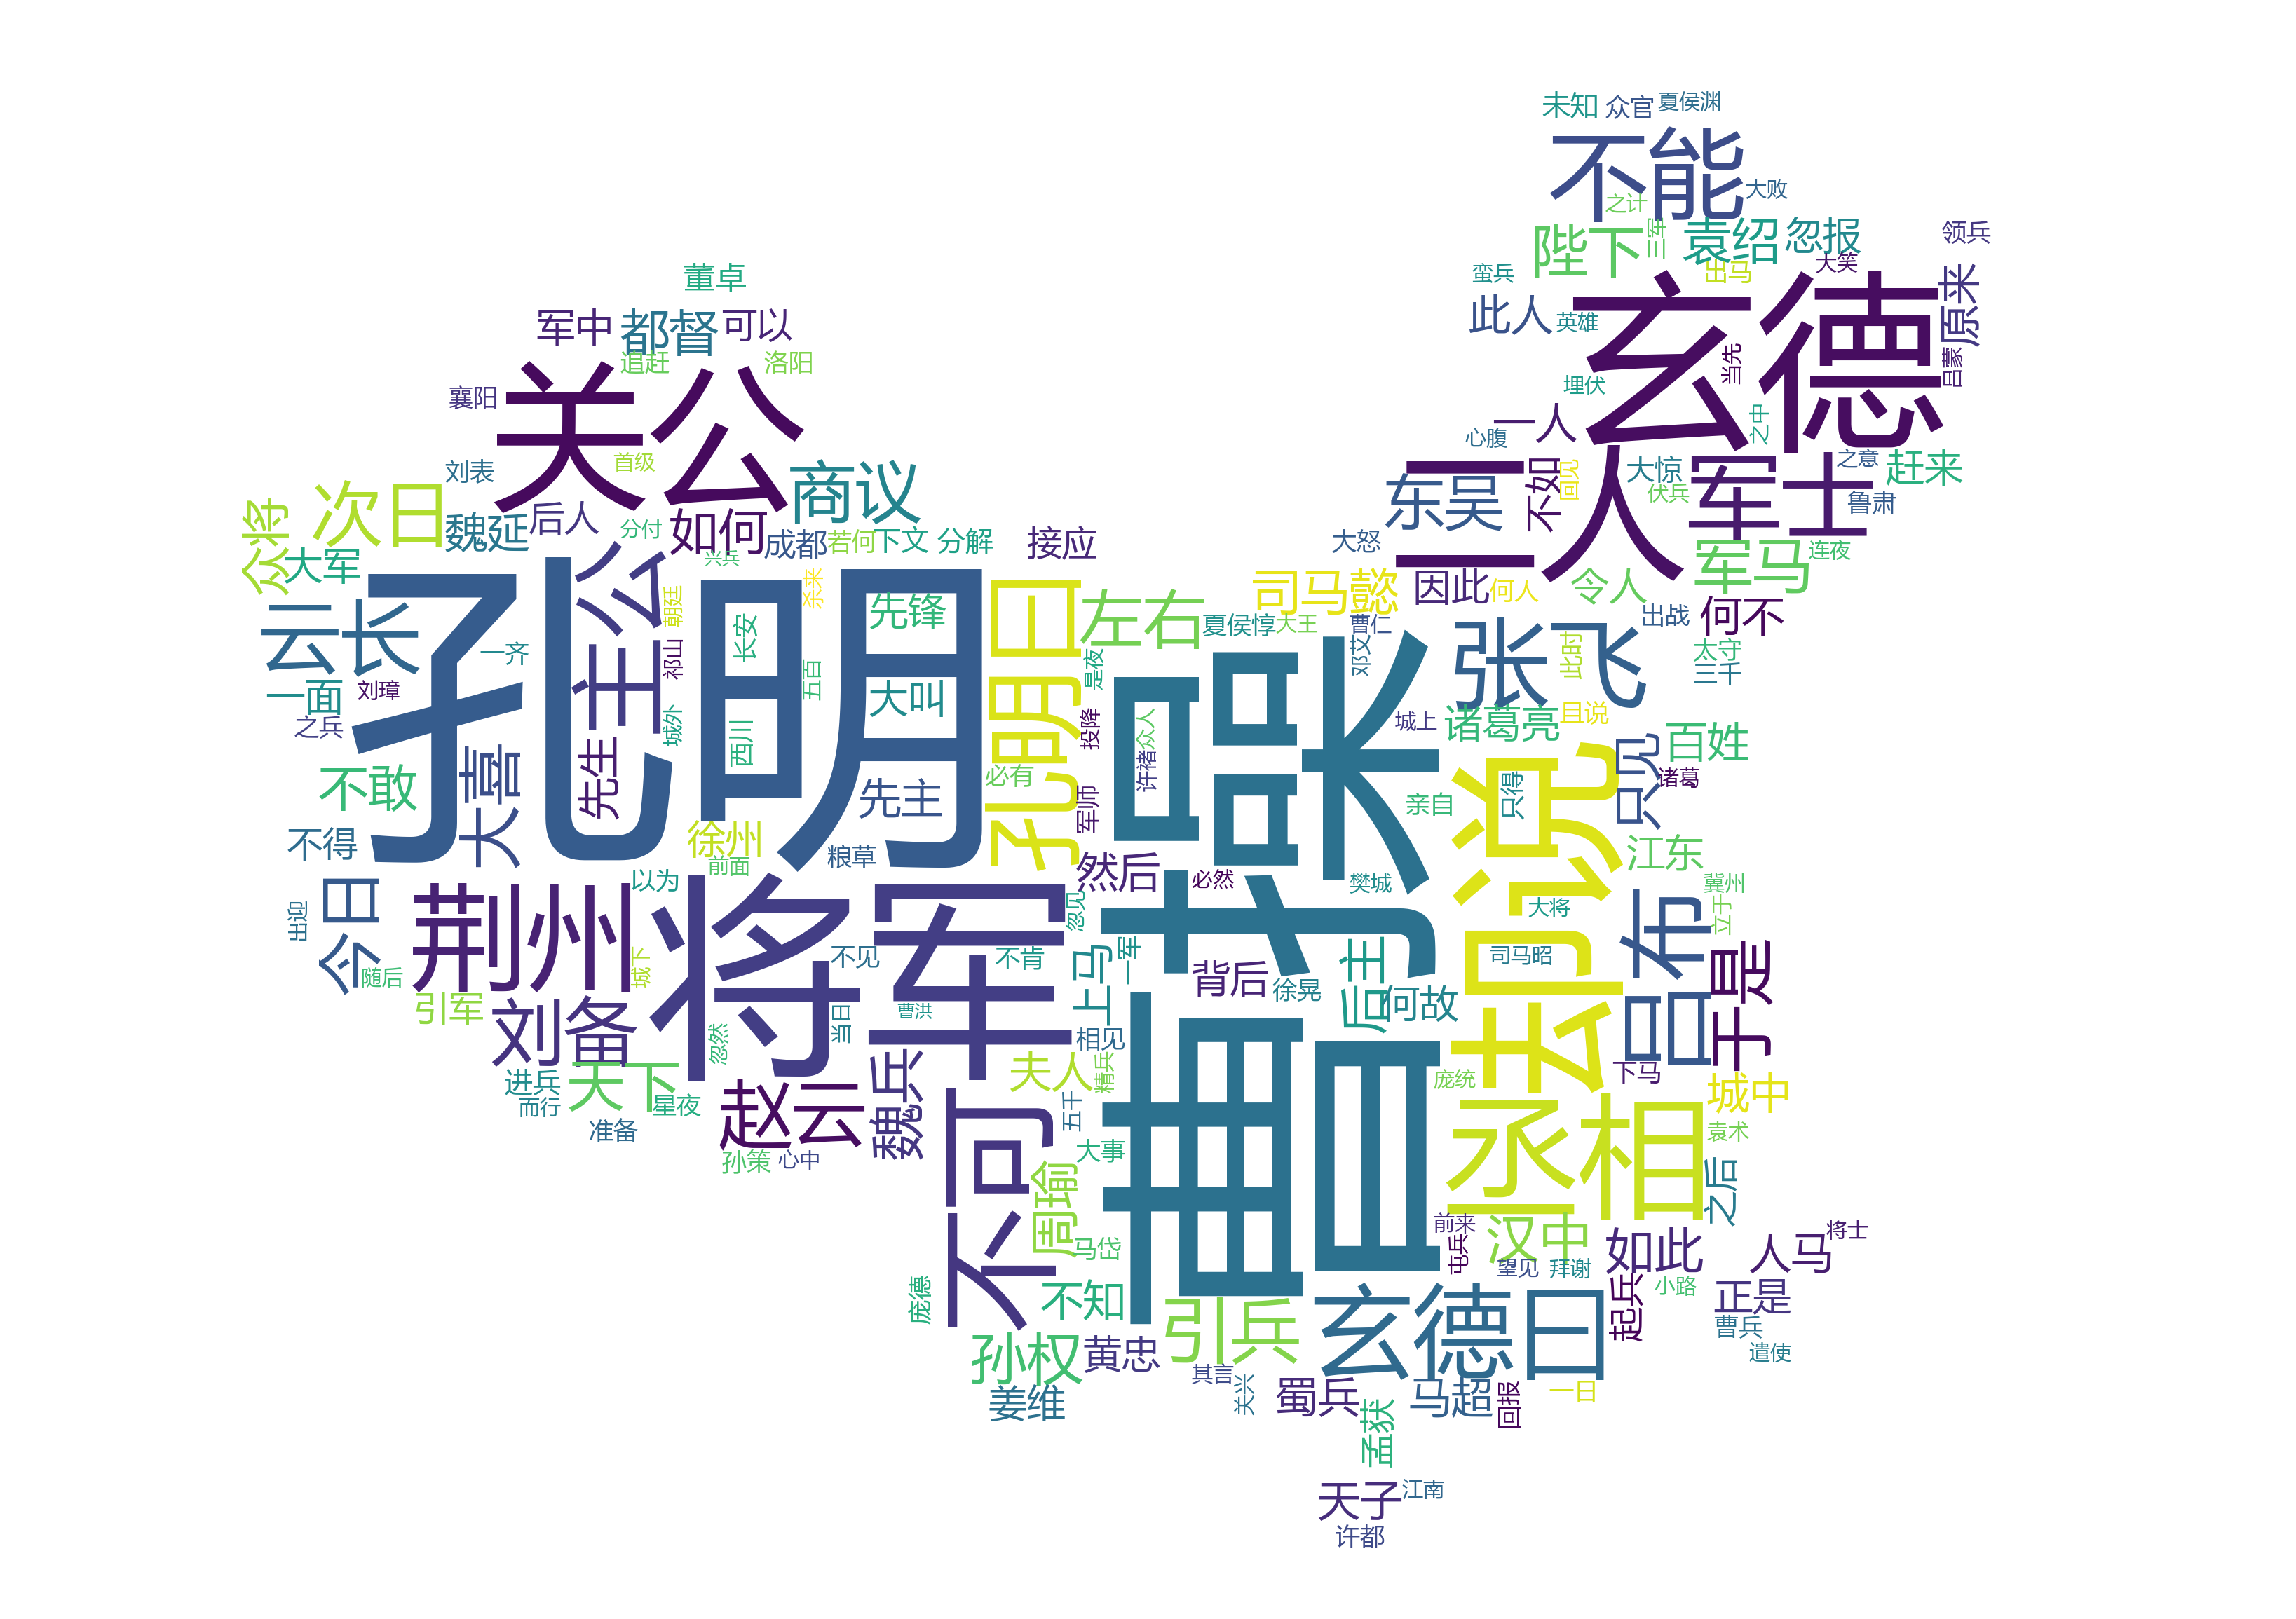 未知
众官
夏侯渊
不能
大败
之计
陛下
三军
袁绍
忽报
领兵
出马
大笑
蛮兵
董卓
军中
都督
可以
此人
英雄
玄德
原来
吕蒙
当先
追赶
洛阳
关公
襄阳
埋伏
一人
之中
心腹
刘表
首级
商议
二人
东吴
不如
回见
大惊
军士
之意
赶来
伏兵
鲁肃
众将
次日
魏延
后人
分付
如何
成都
若何
下文
分解
接应
大怒
军马
连夜
大军
兴兵
孔明
主公
杀来
朝廷
先锋
孔明曰
左右
司马懿
因此
何人
令人
出战
何不
云长
长安
夏侯惇
大王
曹仁
邓艾
张飞
此时
太守
三千
一齐
祁山
五百
大叫
是夜
一面
刘璋
之兵
城外
西川
投降
众人
许褚
城上
诸葛亮
且说
只见
百姓
诸葛
大喜
先生
不敢
必有
先主
军师
曹操
却说
只得
亲自
江东
不得
徐州
前面
粮草
然后
必然
樊城
冀州
立于
大将
吕布
于是
今日
以为
将军
忽见
出迎
荆州
城下
不见
不肯
上马
一军
背后
徐晃
后主
何故
司马昭
随后
引军
刘备
忽然
曹洪
当日
相见
进兵
天下
星夜
而行
准备
赵云
魏兵
夫人
精兵
五千
庞统
丞相
下马
城中
袁术
孙策
心中
不可
周瑜
大事
之后
马岱
前来
屯兵
汉中
望见
拜谢
如此
人马
将士
庞德
不知
引兵
玄德曰
起兵
小路
正是
曹兵
遣使
孙权
黄忠
其言
关兴
姜维
蜀兵
马超
回报
一日
孟获
天子
江南
许都